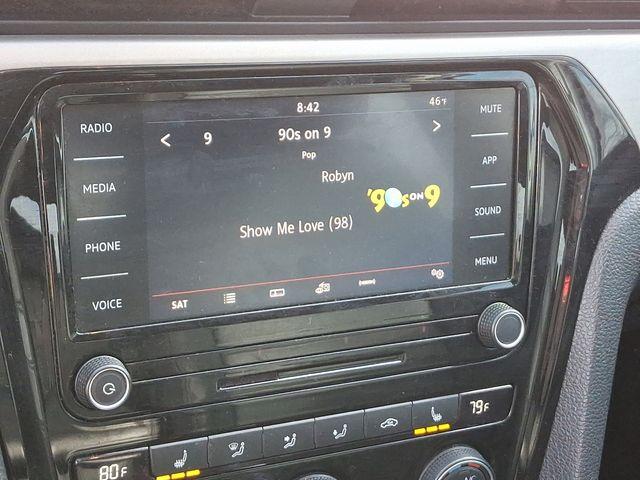 8:42
46°F
RADIO
MEDIA
PHONE
VOICE
< 9 90s on 9 >
Pop
Robyn
'90s ON 9
Show Me Love (98)
SAT
MUTE
APP
SOUND
MENU
80°F
79°F
A/C